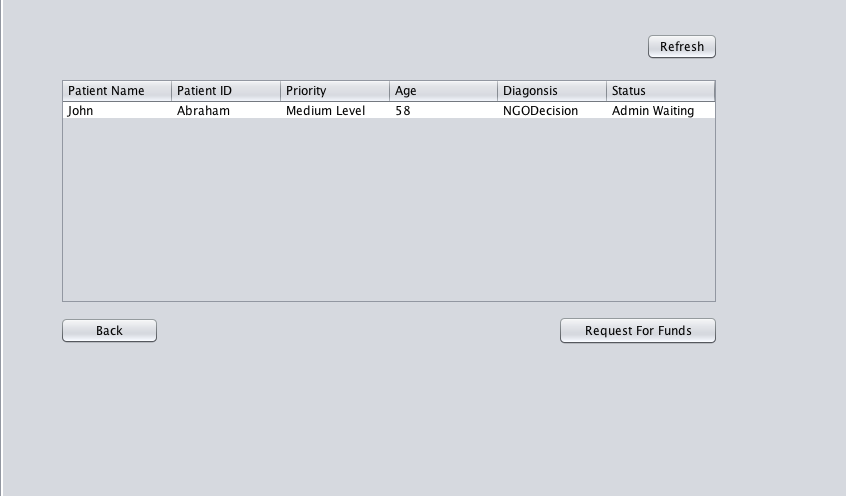 Refresh
Patient Name Patient ID Priority Age Diagonsis Status
John Abraham Medium Level 58 NGODecision Admin Waiting
Back Request For Funds